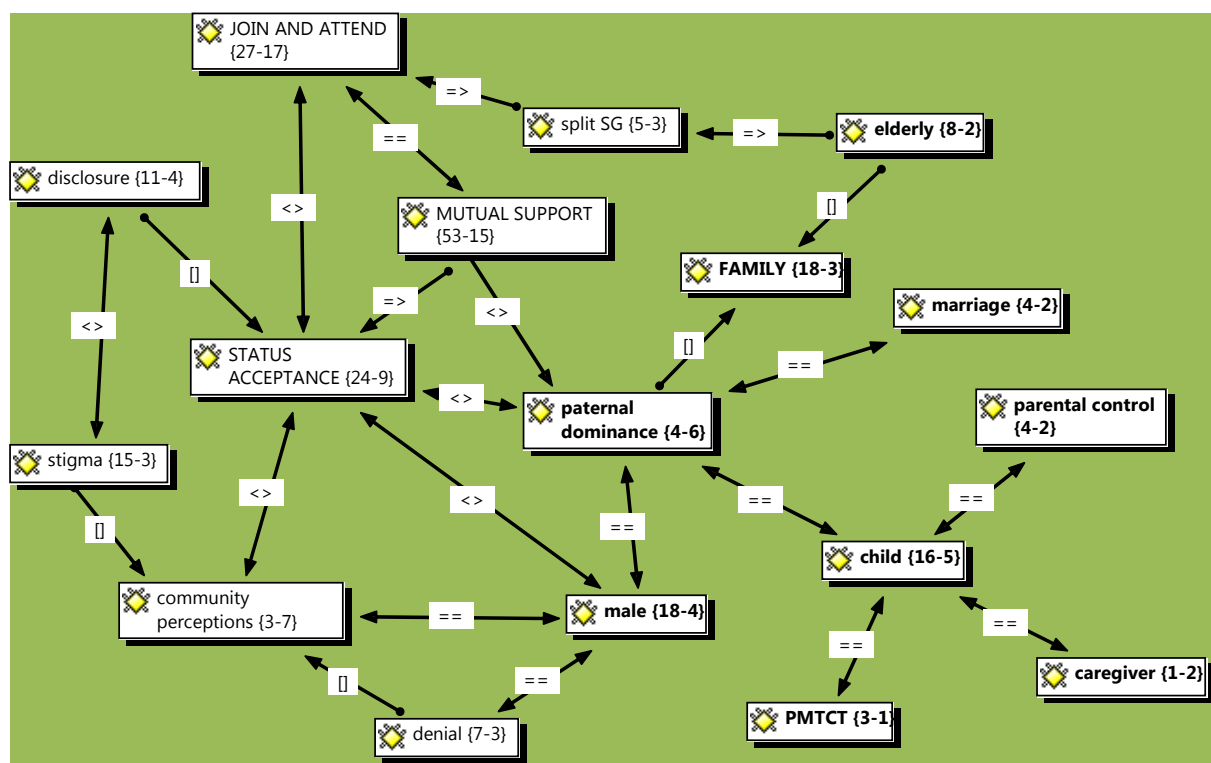 JOIN AND ATTEND
{27-17}
=>
split SG {5-3}
elderly {8-2}
==
=>
disclosure {11-4}
<>
MUTUAL SUPPORT
{53-15}
[]
[]
FAMILY {18-3}
=>
<>
marriage {4-2}
<>
STATUS
ACCEPTANCE {24-9}
[]
==
<>
paternal
dominance {4-6}
parental control
{4-2}
stigma {15-3}
<>
<>
==
==
[]
==
child {16-5}
community
perceptions {3-7}
==
male {18-4}
==
==
[]
==
caregiver {1-2}
denial {7-3}
PMTCT {3-1}